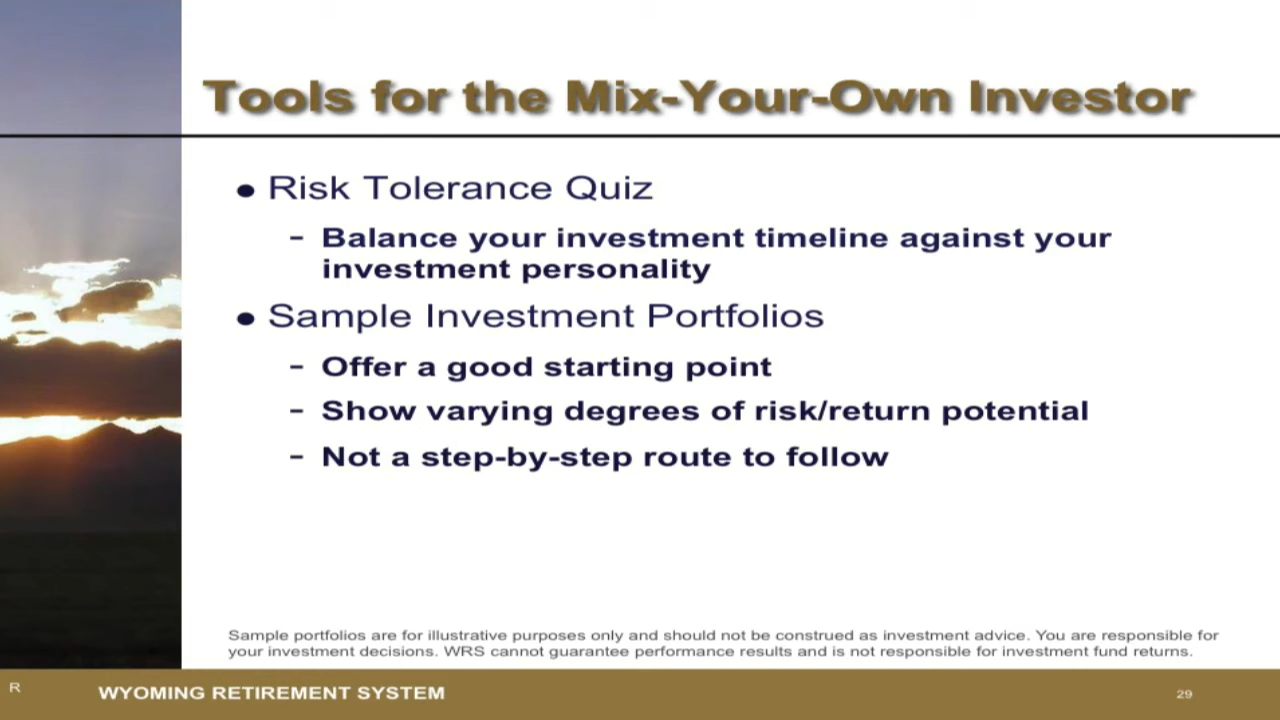 Tools for the Mix-Your-Own Investor
• Risk Tolerance Quiz
– Balance your investment timeline against your
investment personality
• Sample Investment Portfolios
– Offer a good starting point
– Show varying degrees of risk/return potential
– Not a step-by-step route to follow
Sample portfolios are for illustrative purposes only and should not be construed as investment advice. You are responsible for
your investment decisions. WRS cannot guarantee performance results and is not responsible for investment fund returns.
R
WYOMING RETIREMENT SYSTEM
29